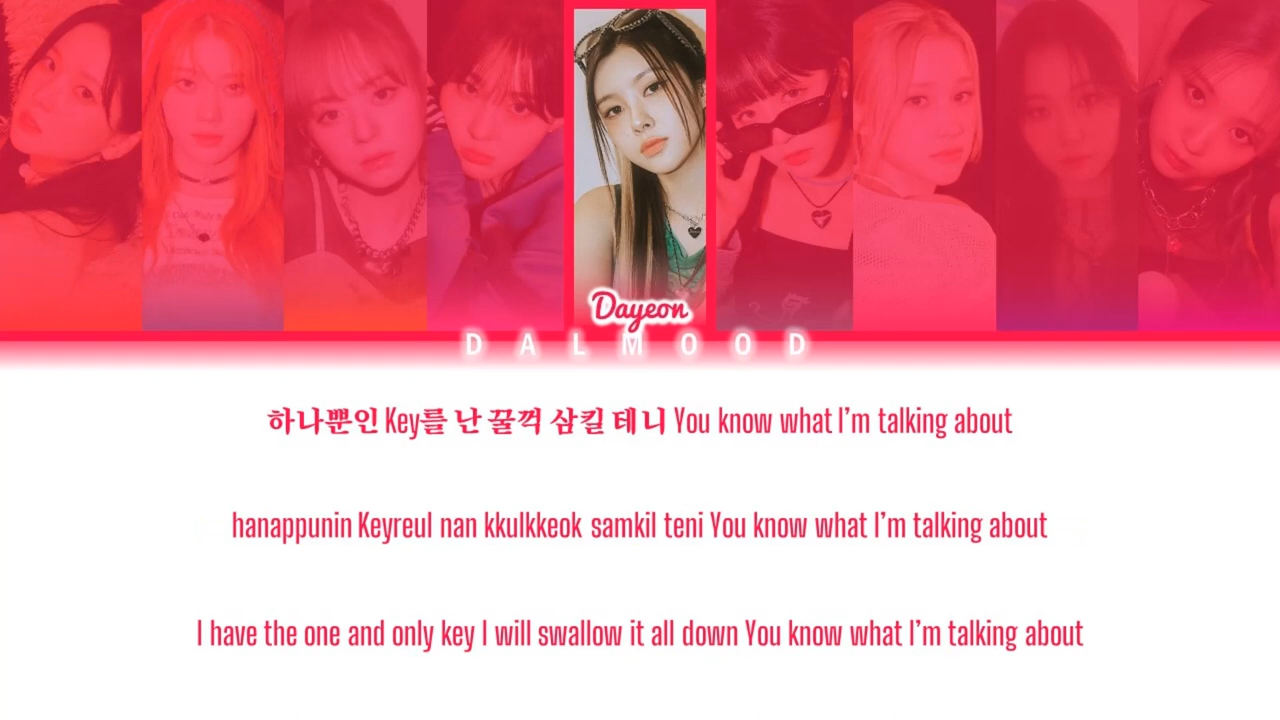 Dayeon
DALMOOD
하나뿐인 Key를 난 꿀꺽 삼킬 테니 You know what I'm talking about
hanappunin Keyreul nan kkulkkeok samkil teni You know what I'm talking about
I have the one and only key I will swallow it all down You know what I'm talking about